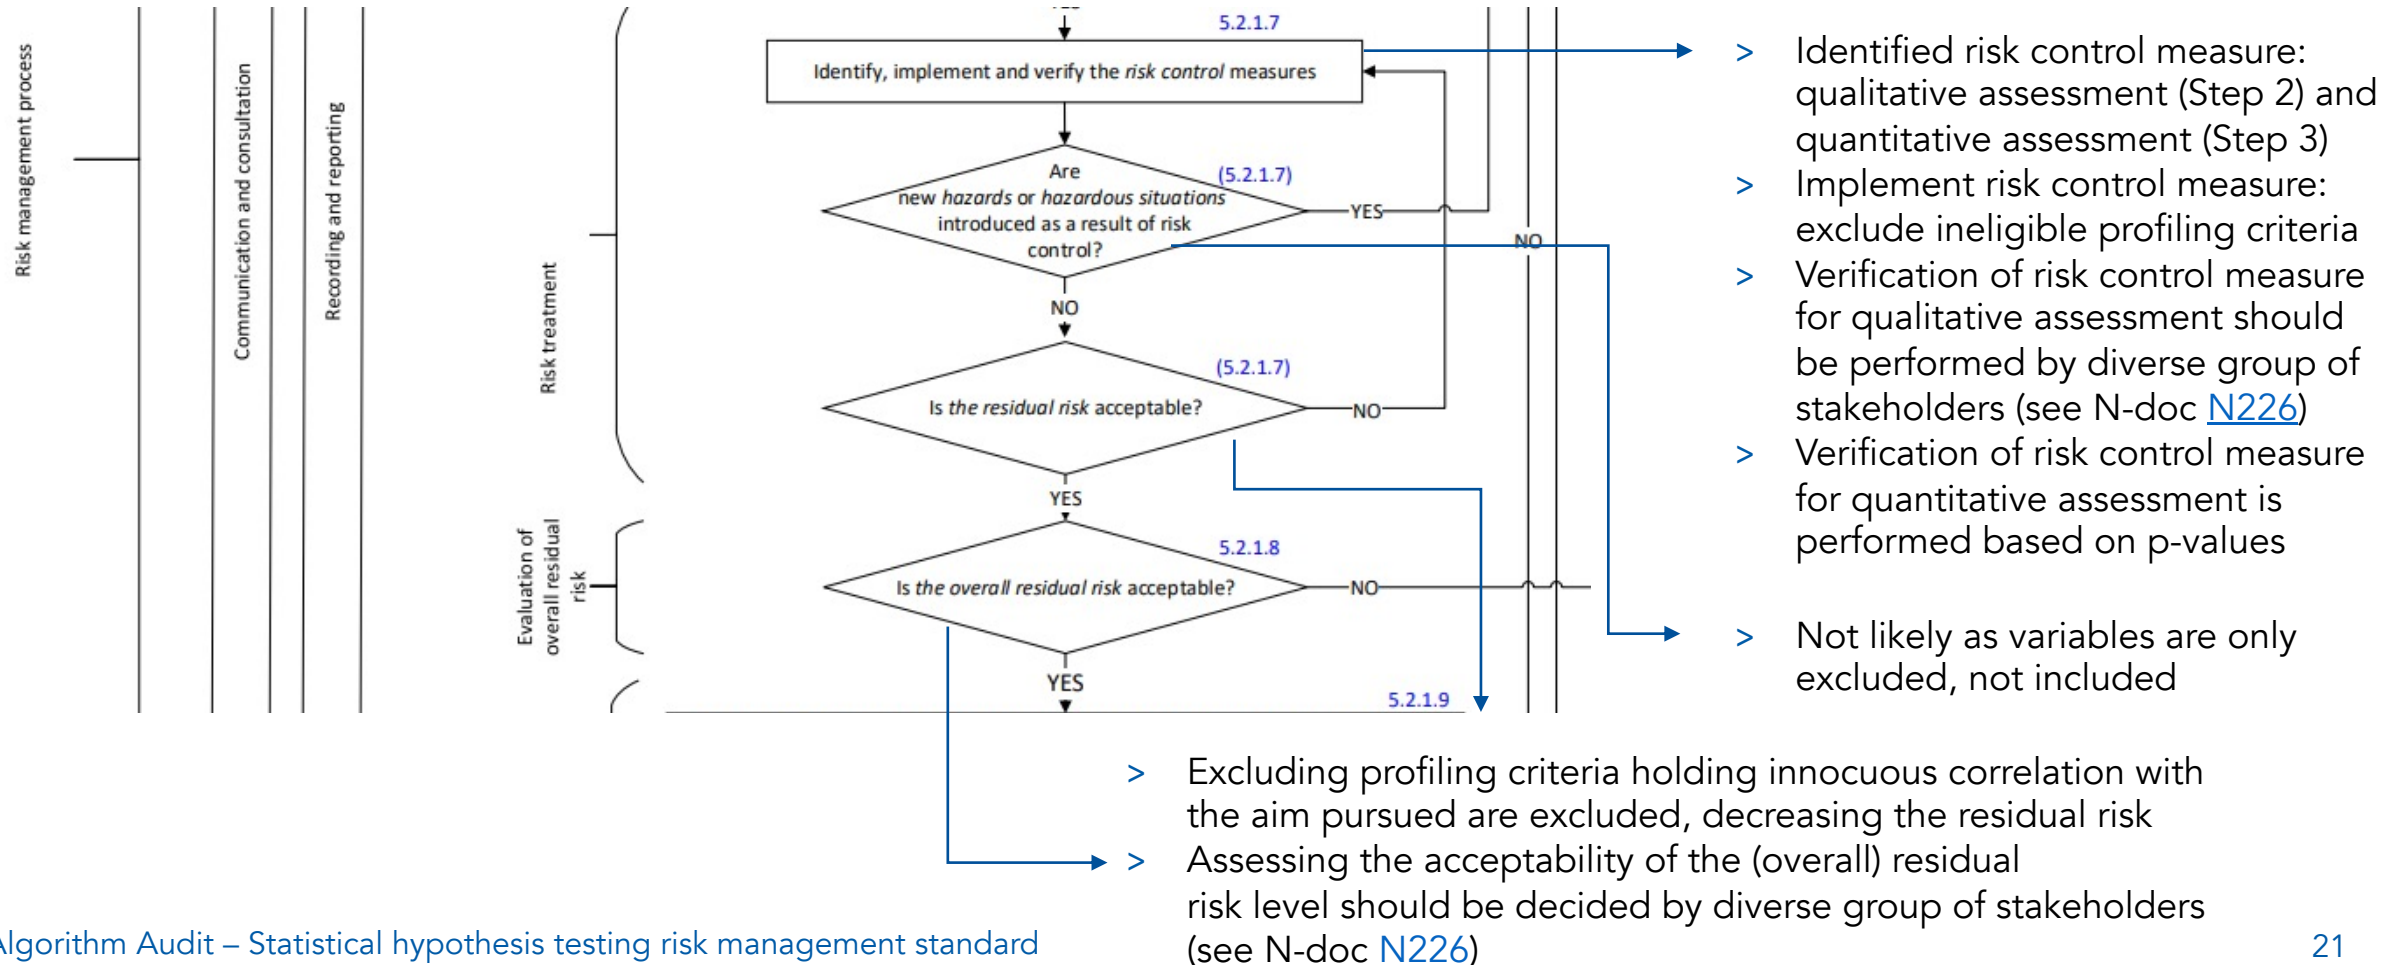 Risk management process
Communication and consultation
Recording and reporting
Risk treatment
Evaluation of
overall residual
risk
5.2.1.7
Identify, implement and verify the risk control measures
Are
(5.2.1.7)
new hazards or hazardous situations
introduced as a result of risk
control?
YES
NO
NO
(5.2.1.7)
Is the residual risk acceptable?
NO
YES
5.2.1.8
Is the overall residual risk acceptable?
NO
YES
5.2.1.9
> Identified risk control measure:
qualitative assessment (Step 2) and
quantitative assessment (Step 3)
> Implement risk control measure:
exclude ineligible profiling criteria
> Verification of risk control measure
for qualitative assessment should
be performed by diverse group of
stakeholders (see N-doc N226)
> Verification of risk control measure
for quantitative assessment is
performed based on p-values
> Not likely as variables are only
excluded, not included
> Excluding profiling criteria holding innocuous correlation with
the aim pursued are excluded, decreasing the residual risk
> Assessing the acceptability of the (overall) residual
risk level should be decided by diverse group of stakeholders
(see N-doc N226)
Algorithm Audit – Statistical hypothesis testing risk management standard
21